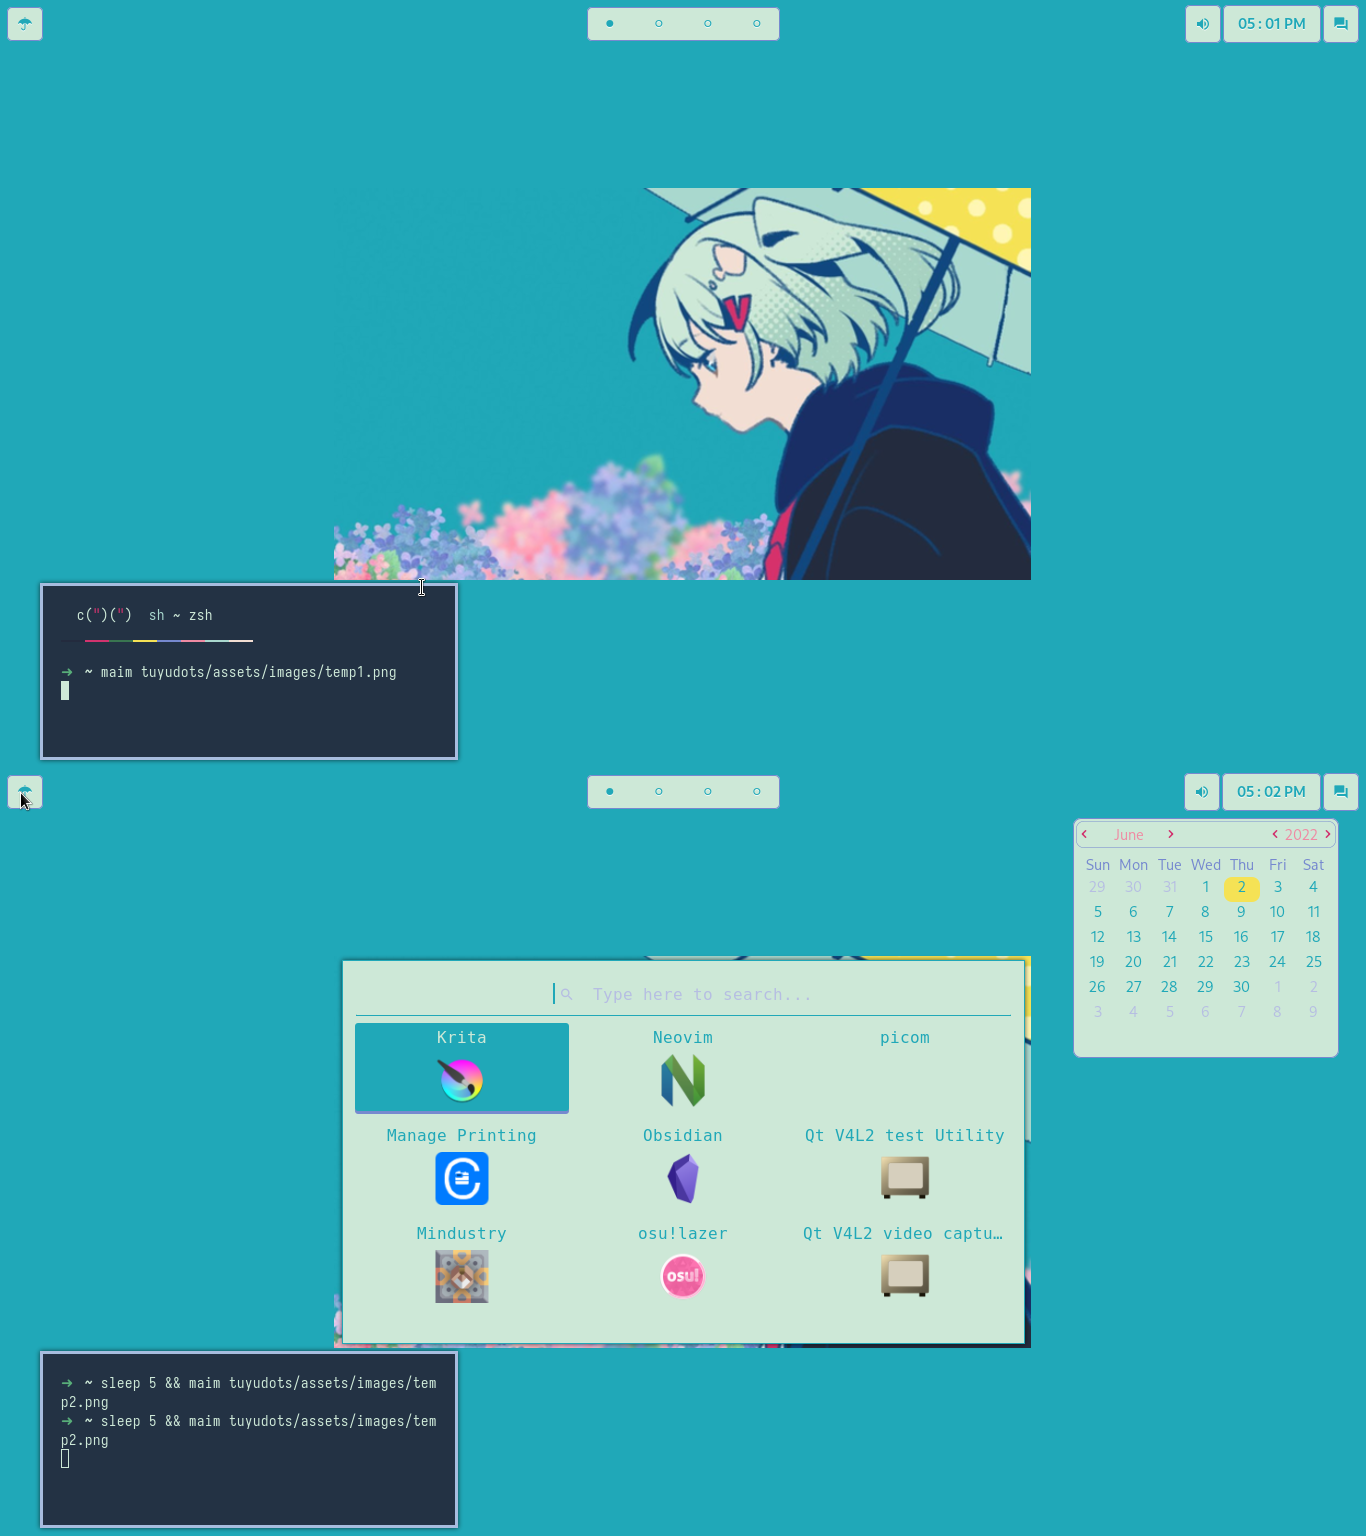 05:01 PM
c(")(") sh ~ zsh
➜ ~ maim tuyudots/assets/images/temp1.png
05:02 PM
< June > < 2022 >
Sun Mon Tue Wed Thu Fri Sat
29 30 31 1 2 3 4
5 6 7 8 9 10 11
12 13 14 15 16 17 18
19 20 21 22 23 24 25
26 27 28 29 30 1 2
3 4 5 6 7 8 9
Type here to search...
Krita Neovim picom
Manage Printing Obsidian Qt V4L2 test Utility
Mindustry osu!lazer Qt V4L2 video captu…
osu!
➜ ~ sleep 5 && maim tuyudots/assets/images/tem
p2.png
➜ ~ sleep 5 && maim tuyudots/assets/images/tem
p2.png